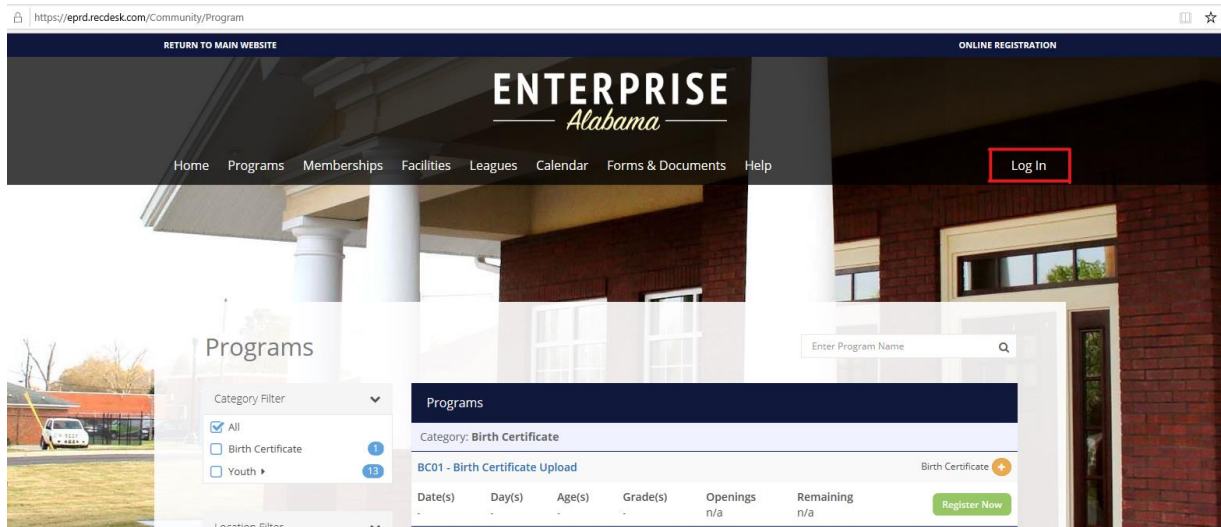 https://eprd.recdesk.com/Community/Program
RETURN TO MAIN WEBSITE ONLINE REGISTRATION
ENTERPRISE
Alabama
Home Programs Memberships Facilities Leagues Calendar Forms & Documents Help Log In
Programs Enter Program Name
Category Filter
All
Birth Certificate 1
Youth 13
Location Filter
Programs
Category: Birth Certificate
BC01 - Birth Certificate Upload Birth Certificate
Date(s) Day(s) Age(s) Grade(s) Openings Remaining
- - - - n/a n/a
Register Now